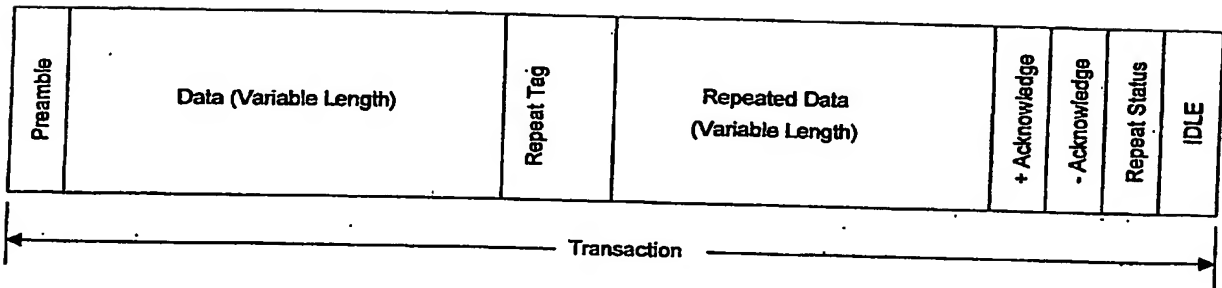 Preamble
Data (Variable Length)
Repeat Tag
Repeated Data
(Variable Length)
+ Acknowledge
- Acknowledge
Repeat Status
IDLE
Transaction